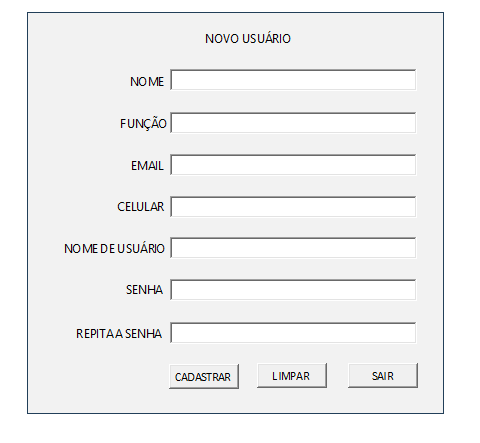 NOVO USUÁRIO
NOME
FUNÇÃO
EMAIL
CELULAR
NOME DE USUÁRIO
SENHA
REPITA A SENHA
CADASTRAR LIMPAR SAIR